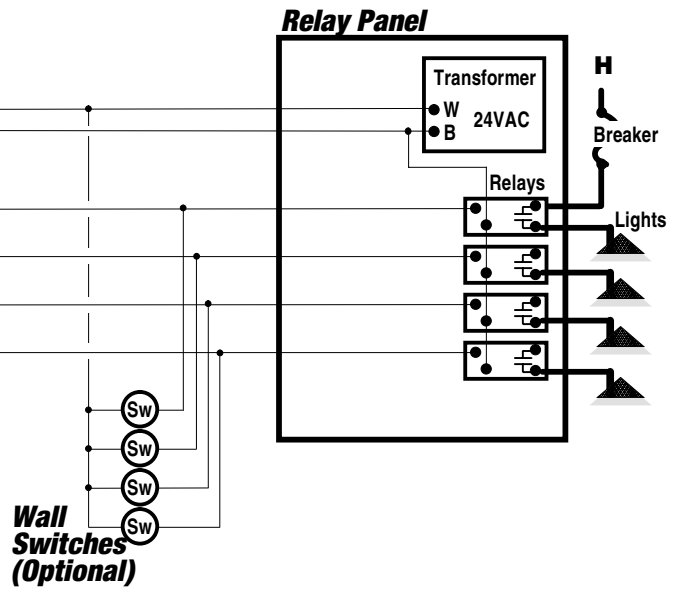 Relay Panel
Transformer
W
24VAC
B
H
Breaker
Relays
Lights
Sw
Sw
Sw
Sw
Wall
Switches
(Optional)